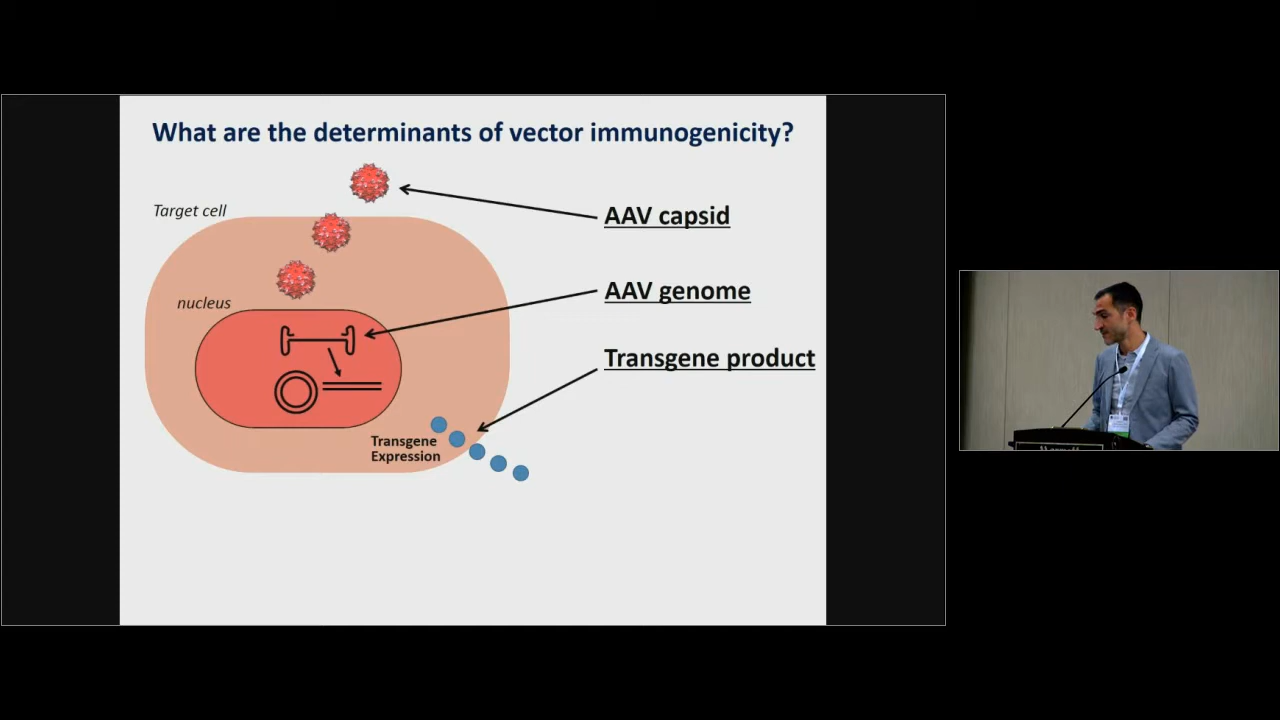 What are the determinants of vector immunogenicity?
Target cell
AAV capsid
AAV genome
nucleus
Transgene product
Transgene
Expression